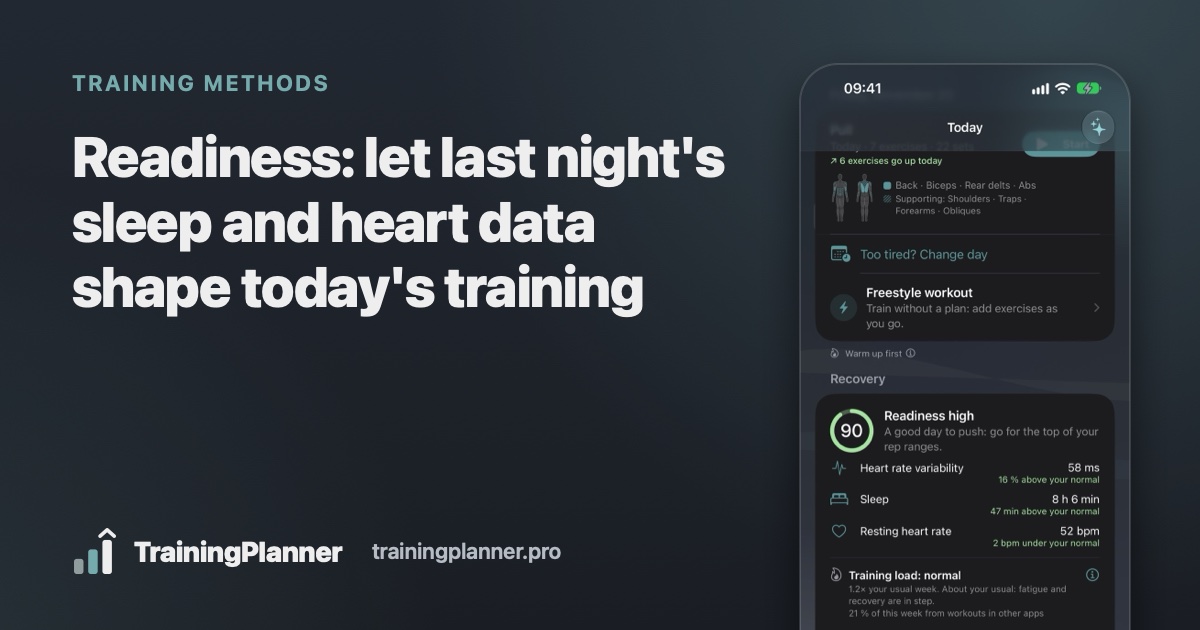 TRAINING METHODS
Readiness: let last night's
sleep and heart data
shape today's training
TrainingPlanner
trainingplanner.pro
09:41
Today
Pull
Start
↗ 6 exercises go up today
Back · Biceps · Rear delts · Abs
Supporting: Shoulders · Traps ·
Forearms · Obliques
Too tired? Change day
Freestyle workout
Train without a plan: add exercises as
you go.
Warm up first
Recovery
90
Readiness high
A good day to push: go for the top of your
rep ranges.
Heart rate variability
58 ms
16 % above your normal
Sleep
8 h 6 min
47 min above your normal
Resting heart rate
52 bpm
2 bpm under your normal
Training load: normal
1.2× your usual week. About your usual: fatigue and
recovery are in step.
21 % of this week from workouts in other apps